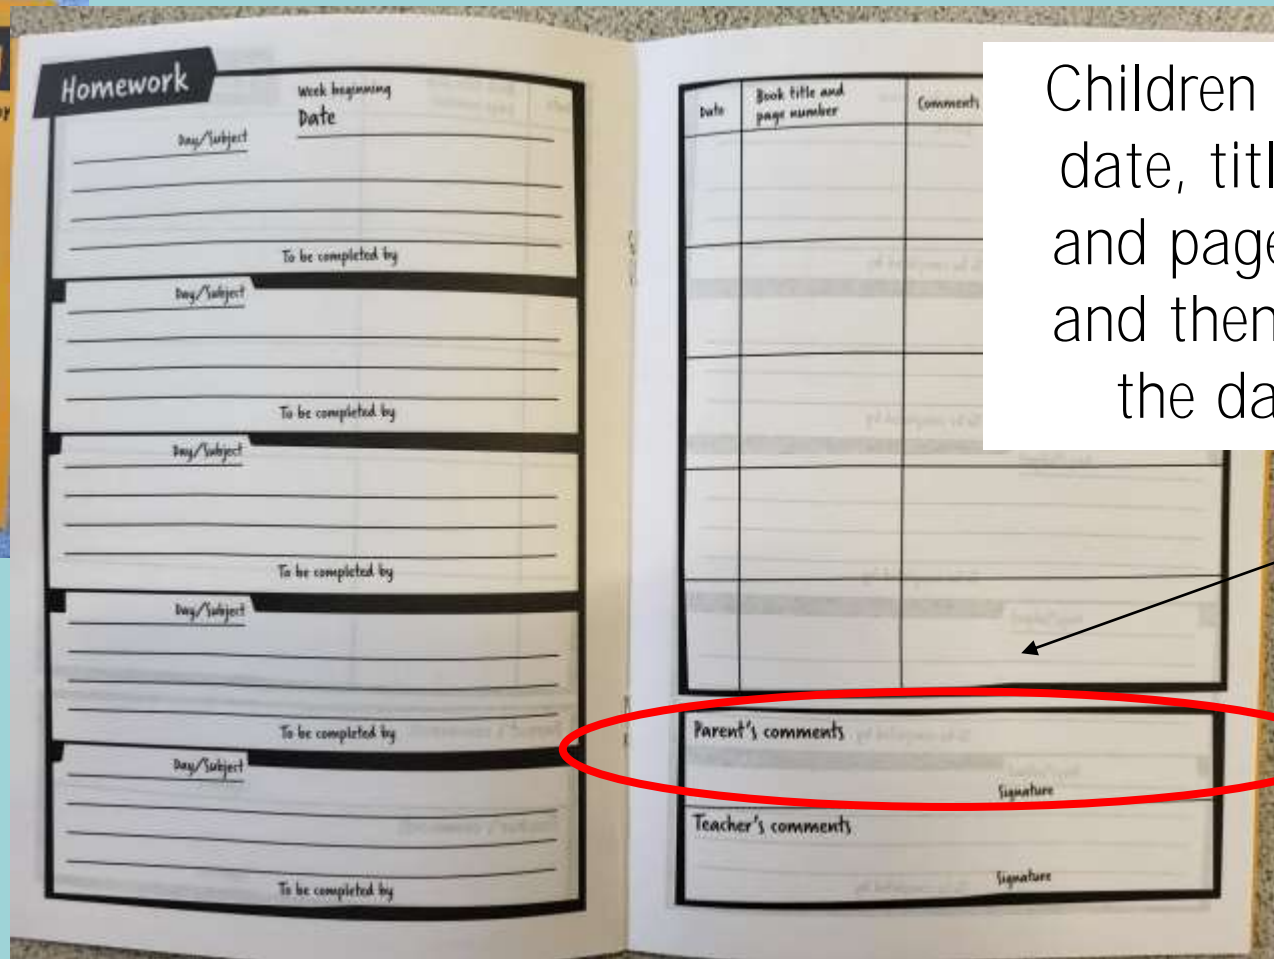 Homework
Week beginning
Date
Day/Subject
To be completed by
Day/Subject
To be completed by
Day/Subject
To be completed by
Day/Subject
To be completed by
Day/Subject
To be completed by
Date
Book title and
page number
Comments
Parent's comments
Signature
Teacher's comments
Signature
Children
date, titl
and page
and then
the da